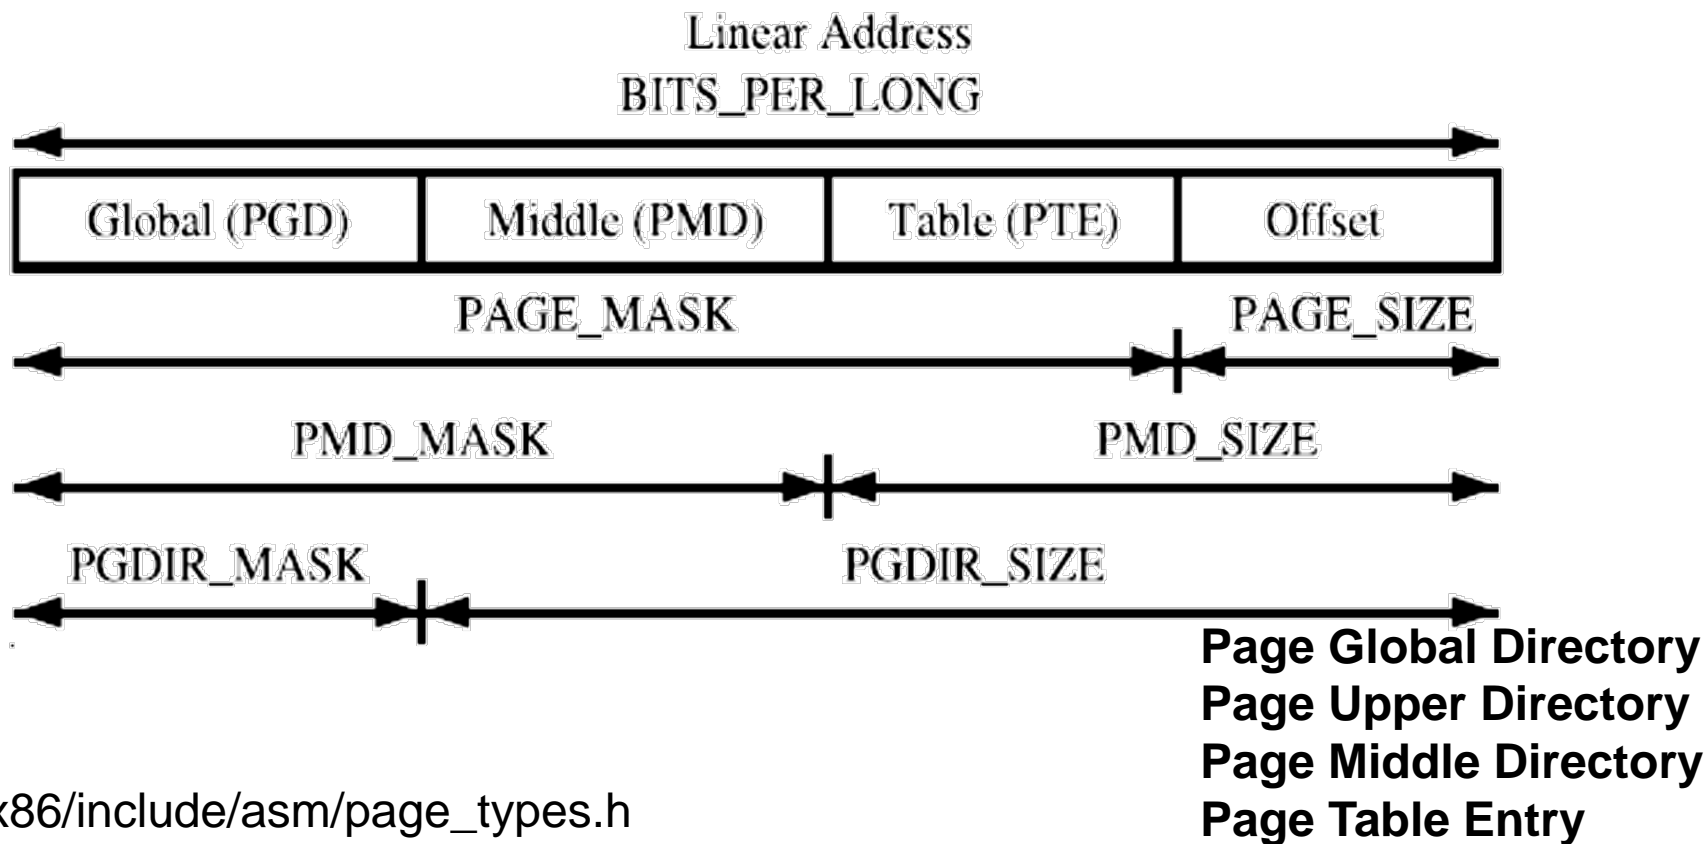 Linear Address
BITS_PER_LONG
Global (PGD) Middle (PMD) Table (PTE) Offset
PAGE_MASK PAGE_SIZE
PMD_MASK PMD_SIZE
PGDIR_MASK PGDIR_SIZE
Page Global Directory
Page Upper Directory
Page Middle Directory
x86/include/asm/page_types.h
Page Table Entry